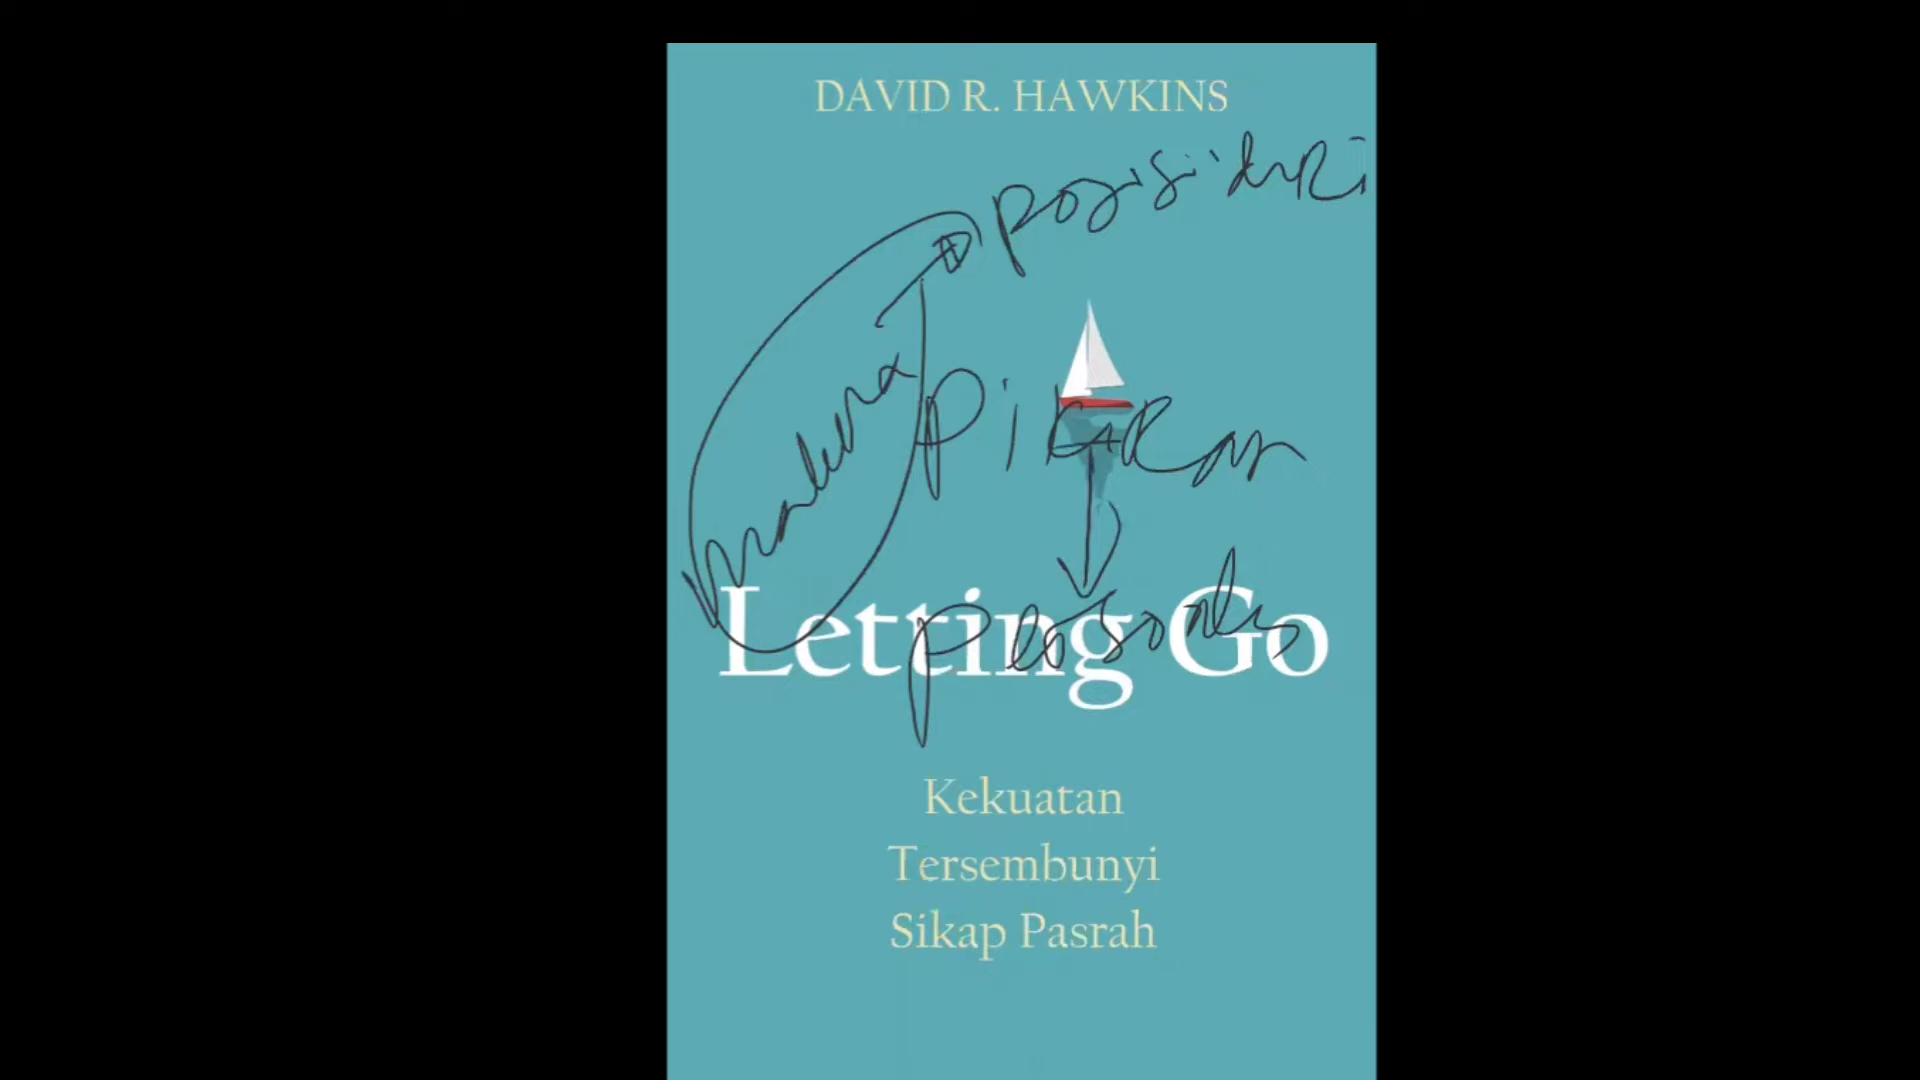 DAVID R. HAWKINS
posisi diri
Pikiran
Letting Go
Kekuatan
Tersembunyi
Sikap Pasrah